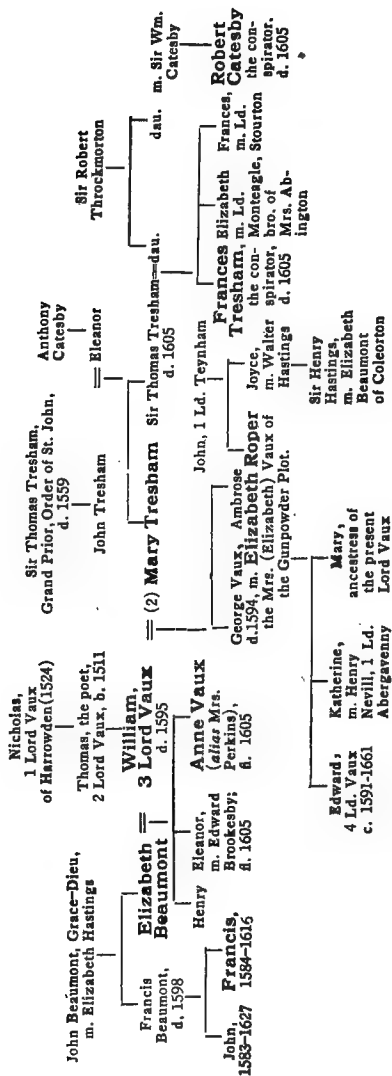 John Beaumont, Grace-Dieu,
m. Elizabeth Hastings
Francis
Beaumont,
d. 1598
Elizabeth
Beaumont
=
John,
1583-1627
Francis,
1584-1616
Nicholas,
1 Lord Vaux
of Harrowden (1524)
Thomas, the poet,
2 Lord Vaux, b. 1511
William,
3 Lord Vaux
d. 1595
Henry
Eleanor,
m. Edward
Brookesby;
fl. 1605
Anne Vaux
(alias Mrs.
Perkins),
fl. 1605
Sir Thomas Tresham,
Grand Prior, Order of St. John,
d. 1559
John Tresham
=
Eleanor
Anthony
Catesby
= (2) Mary Tresham
Sir Thomas Tresham=dau.
d. 1605
Sir Robert
Throckmorton
dau.
m. Sir Wm.
Catesby
Robert
Catesby
the con-
spirator,
d. 1605
George Vaux,
Ambrose
d. 1594, m. Elizabeth Roper
the Mrs. (Elizabeth) Vaux of
the Gunpowder Plot.
John, 1 Ld. Teynham
Joyce,
m. Walter
Hastings
Sir Henry
Hastings,
m. Elizabeth
Beaumont
of Coleorton
Frances
Tresham,
the con-
spirator,
d. 1605
Elizabeth
m. Ld.
Monteagle,
bro. of
Mrs. Ab-
ington
Frances,
m. Ld.
Stourton
Edward,
4 Ld. Vaux
c. 1591-1661
Katherine,
m. Henry
Nevill, 1 Ld.
Abergavenny
Mary,
ancestress of
the present
Lord Vaux